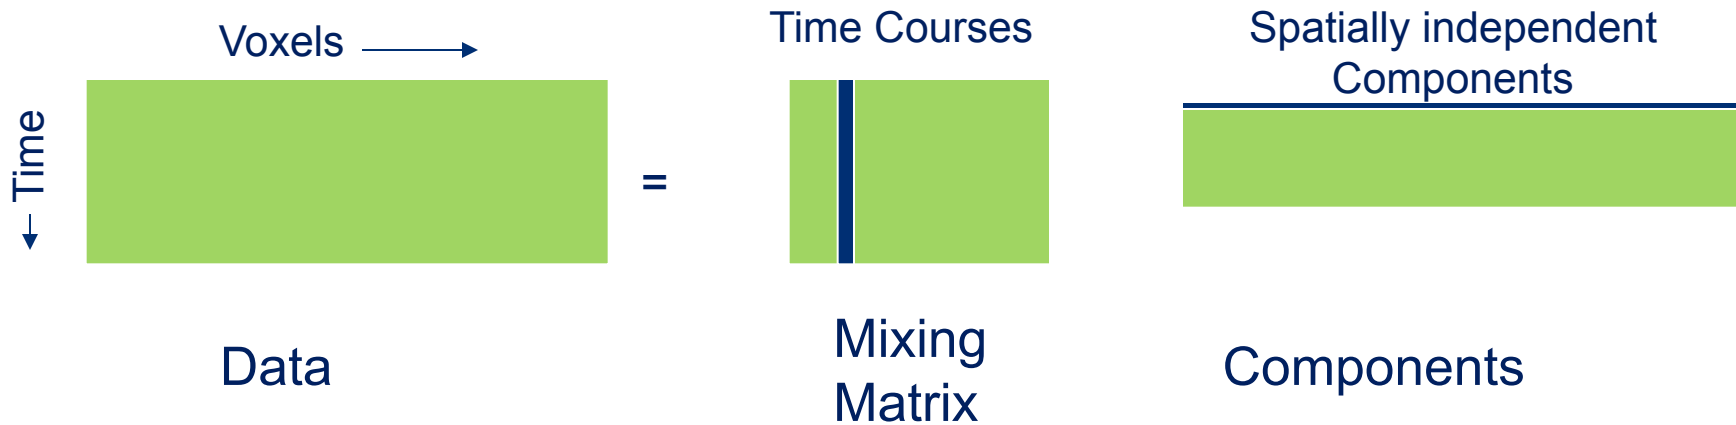 Voxels
Time
=
Time Courses
Spatially independent
Components
Data
Mixing
Matrix
Components